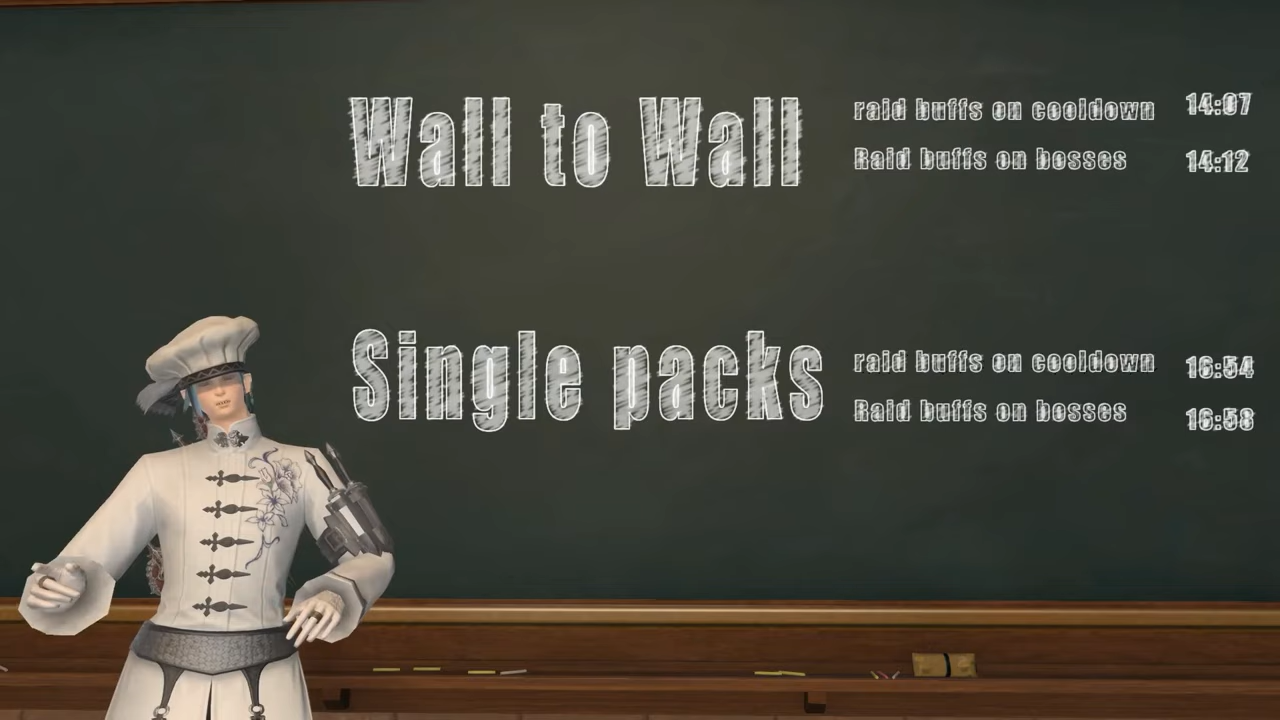 Wall to Wall
raid buffs on cooldown 14:07
Raid buffs on bosses 14:12
Single packs
raid buffs on cooldown 16:54
Raid buffs on bosses 16:58